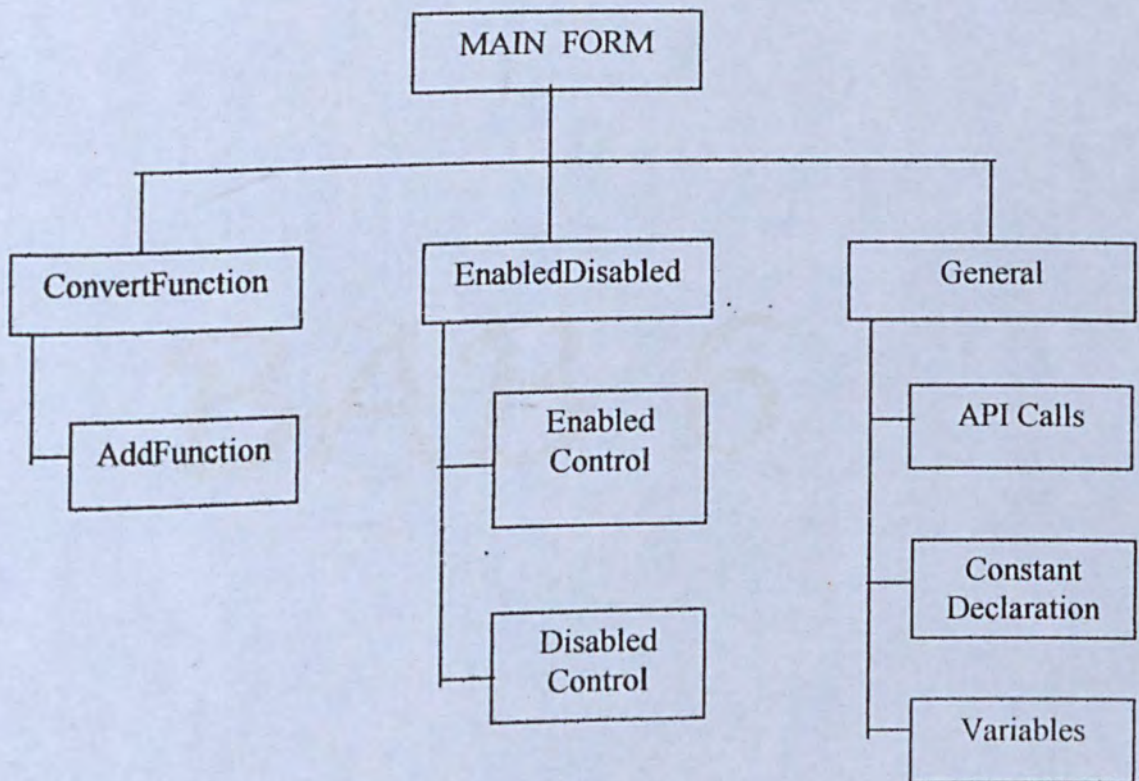 MAIN FORM
ConvertFunction
EnabledDisabled
General
AddFunction
Enabled
Control
Disabled
Control
API Calls
Constant
Declaration
Variables